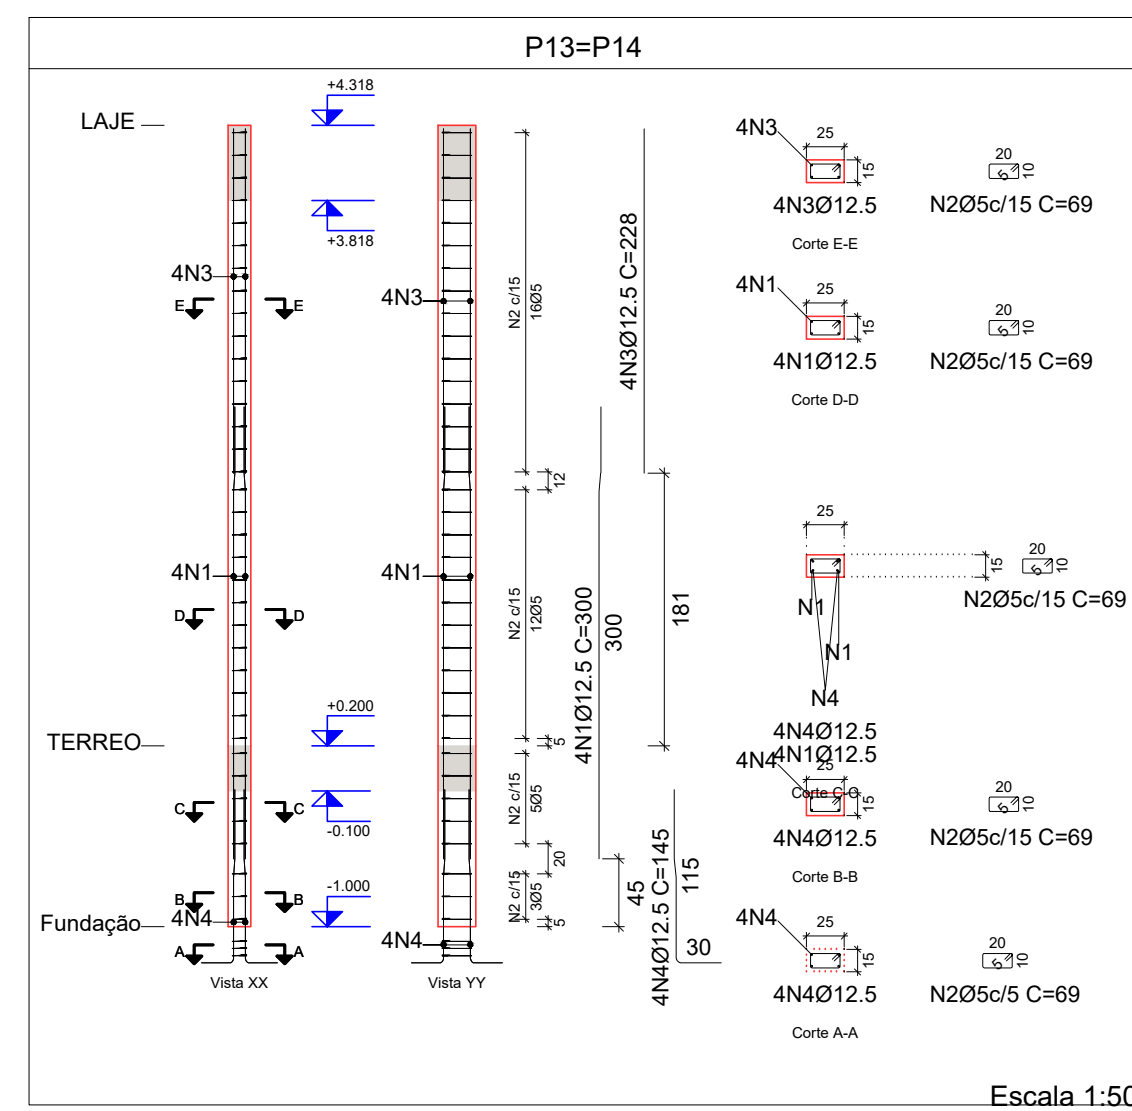 P13=P14
LAJE
+4.318
+3.818
4N3
4N3
E
E
N2 c/15
16Ø5
12
4N3Ø12.5 C=228
4N1
4N1
D
D
N2 c/15
12Ø5
4N1Ø12.5 C=300
300
181
TERREO
+0.200
-0.100
5
N2 c/15
5Ø5
C
C
20
B
B
-1.000
N2 c/15
3Ø5
5
45
4N4Ø12.5 C=145
115
30
Fundação
4N4
4N4
A
A
Vista XX
Vista YY
4N3
25
15
4N3Ø12.5
Corte E-E
20
5
10
N2Ø5c/15 C=69
4N1
25
15
4N1Ø12.5
Corte D-D
20
5
10
N2Ø5c/15 C=69
25
15
20
5
10
N2Ø5c/15 C=69
N1
N1
N4
4N4Ø12.5
4N1Ø12.5
Corte C-C
4N4
25
15
4N4Ø12.5
Corte B-B
20
5
10
N2Ø5c/15 C=69
4N4
25
15
4N4Ø12.5
Corte A-A
20
5
10
N2Ø5c/5 C=69
Escala 1:50